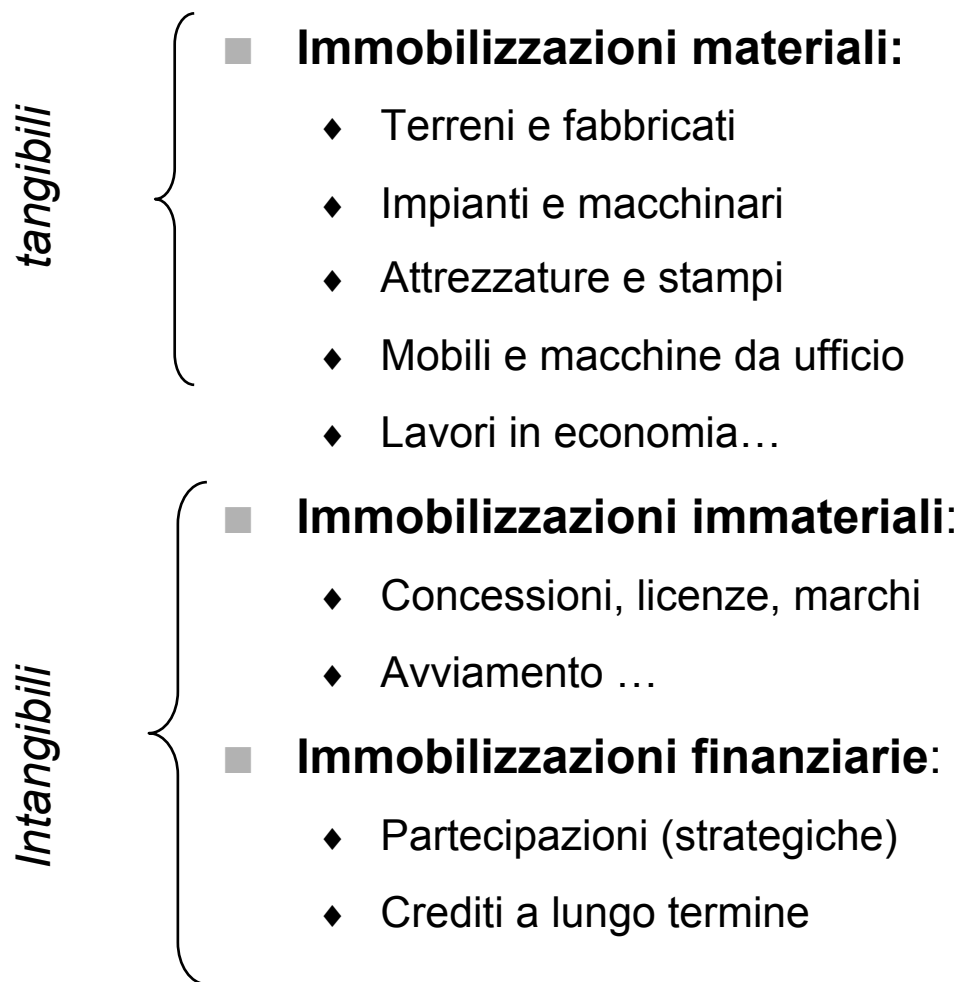 tangibili
Immobilizzazioni materiali:
Terreni e fabbricati
Impianti e macchinari
Attrezzature e stampi
Mobili e macchine da ufficio
Lavori in economia…
Intangibili
Immobilizzazioni immateriali:
Concessioni, licenze, marchi
Avviamento …
Immobilizzazioni finanziarie:
Partecipazioni (strategiche)
Crediti a lungo termine